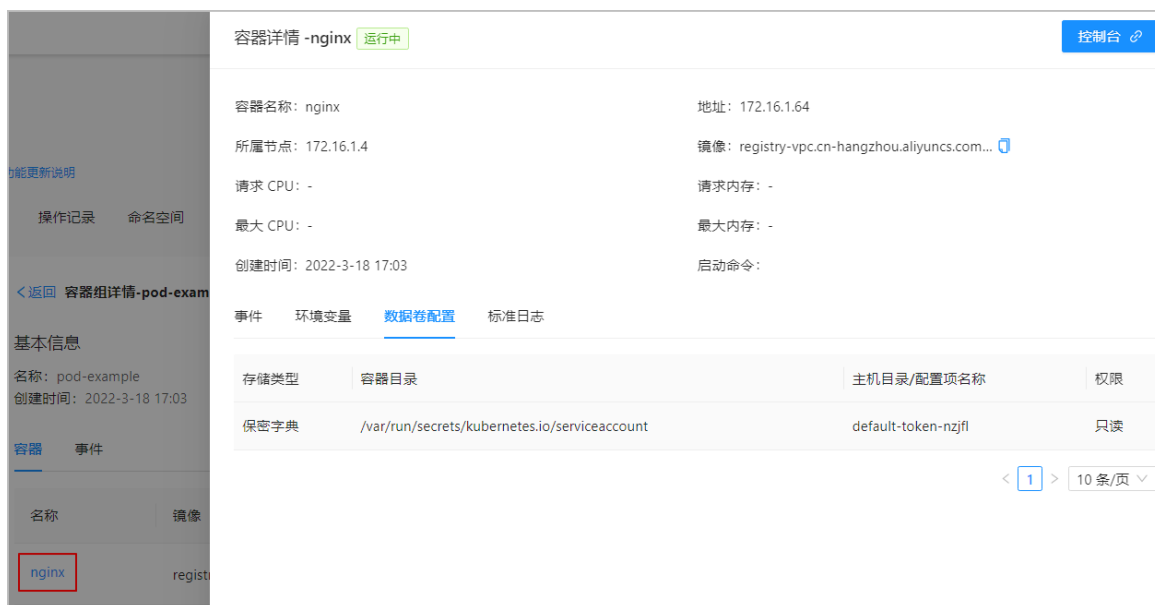 容器详情 -nginx 运行中 控制台
容器名称：nginx 地址：172.16.1.64
所属节点：172.16.1.4 镜像：registry-vpc.cn-hangzhou.aliyuncs.com...
请求 CPU：- 请求内存：-
最大 CPU：- 最大内存：-
创建时间：2022-3-18 17:03 启动命令：
事件 环境变量 数据卷配置 标准日志
存储类型 容器目录 主机目录/配置项名称 权限
保密字典 /var/run/secrets/kubernetes.io/serviceaccount default-token-nzjfl 只读
< 1 > 10 条/页
功能更新说明
操作记录 命名空间
<返回 容器组详情-pod-exam
基本信息
名称：pod-example
创建时间：2022-3-18 17:03
容器 事件
名称 镜像
nginx registr